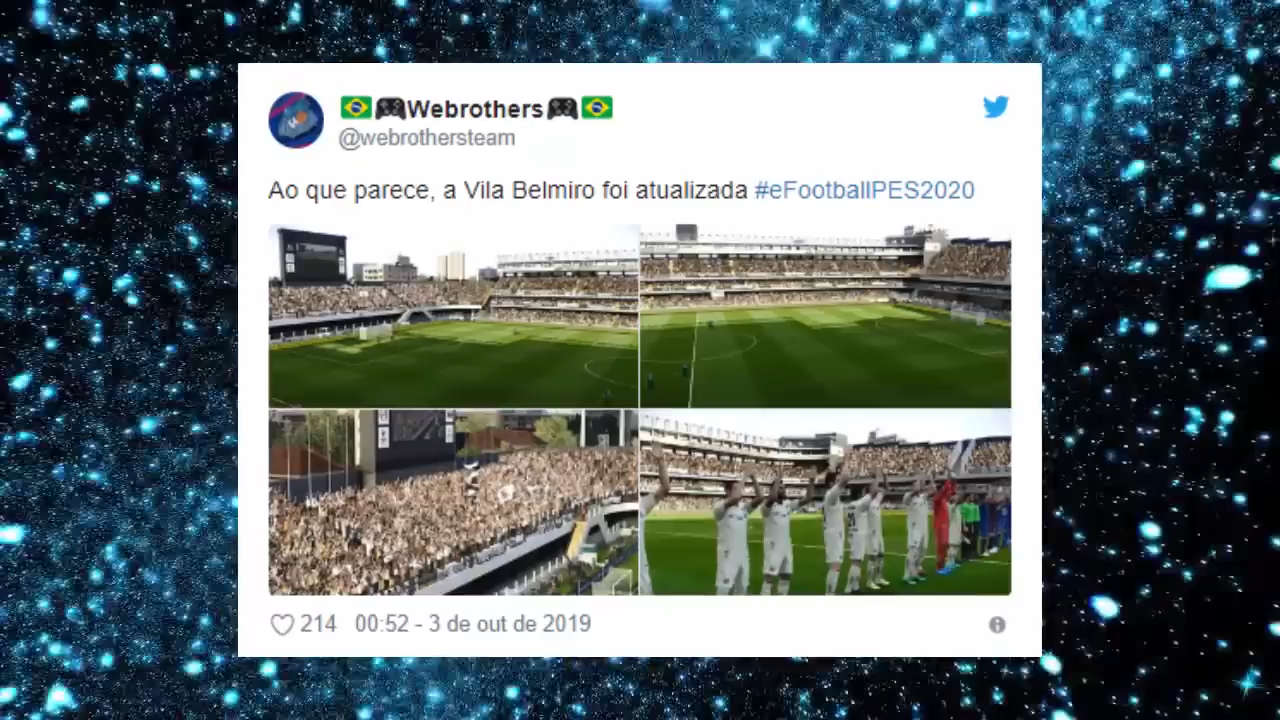 🇧🇷🎮Webrothers🎮🇧🇷
@webrothersteam
Ao que parece, a Vila Belmiro foi atualizada #eFootballPES2020
214 00:52 - 3 de out de 2019